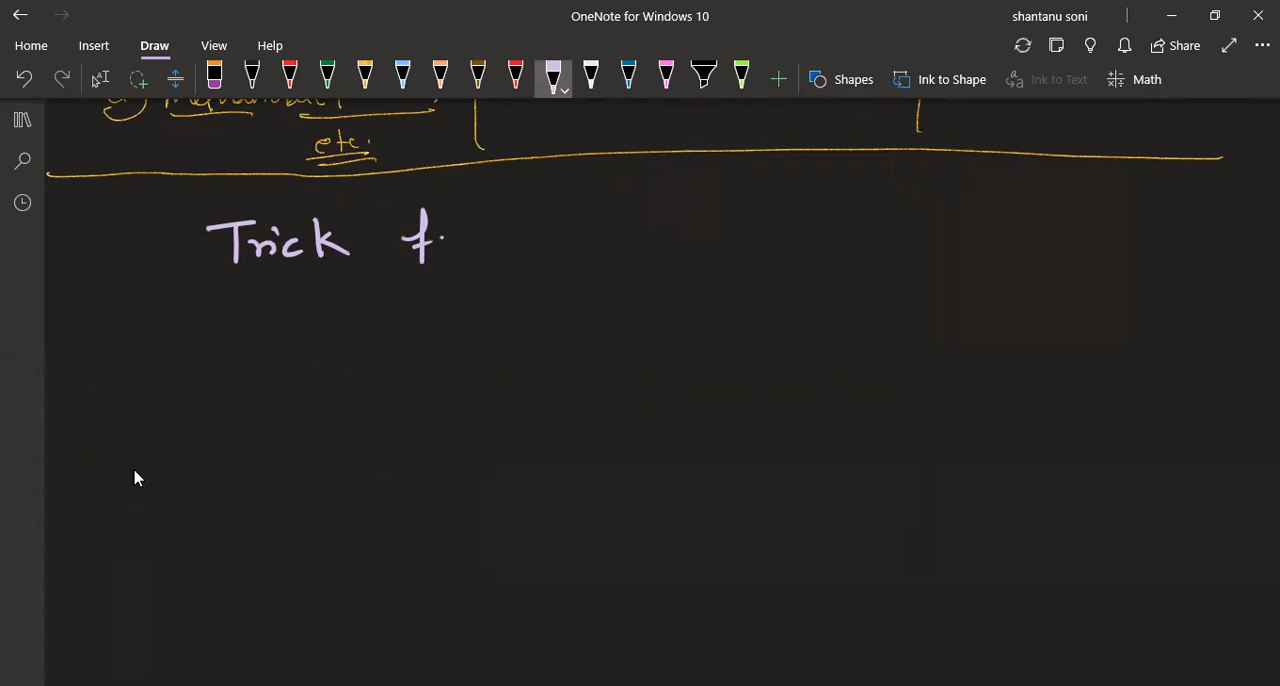 OneNote for Windows 10
shantanu soni
Home Insert Draw View Help
Share
Shapes Ink to Shape Ink to Text Math
etc.
Trick f